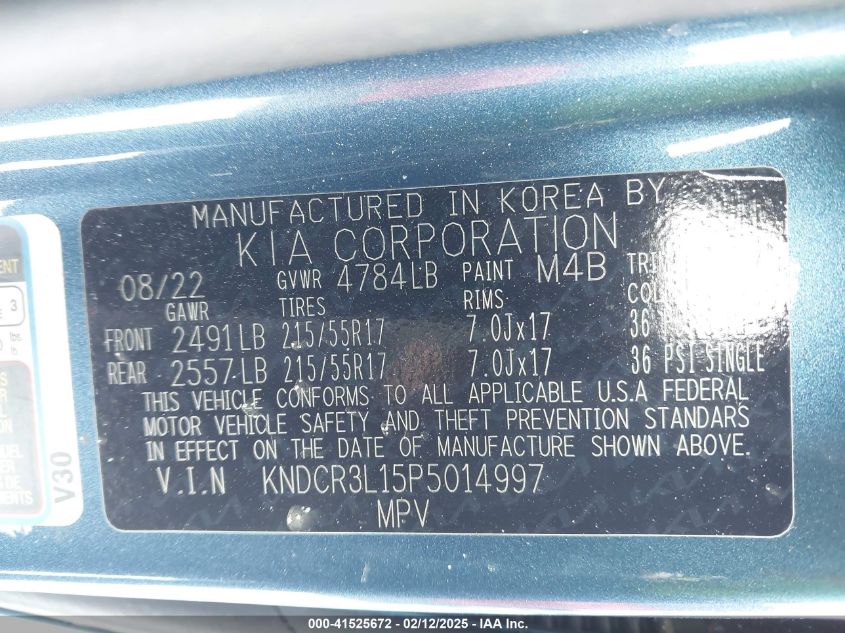 MANUFACTURED IN KOREA BY
KIA CORPORATION
08/22 GVWR 4784LB PAINT M4B
GAWR TIRES RIMS
FRONT 2491LB 215/55R17 7.0Jx17 36
REAR 2557LB 215/55R17 7.0Jx17 36 PSI SINGLE
THIS VEHICLE CONFORMS TO ALL APPLICABLE U.S.A FEDERAL
MOTOR VEHICLE SAFETY AND THEFT PREVENTION STANDARS
IN EFFECT ON THE DATE OF MANUFACTURE SHOWN ABOVE.
V.I.N KNDCR3L15P5014997
MPV
3
V30
000-41525672 - 02/12/2025 - IAA Inc.